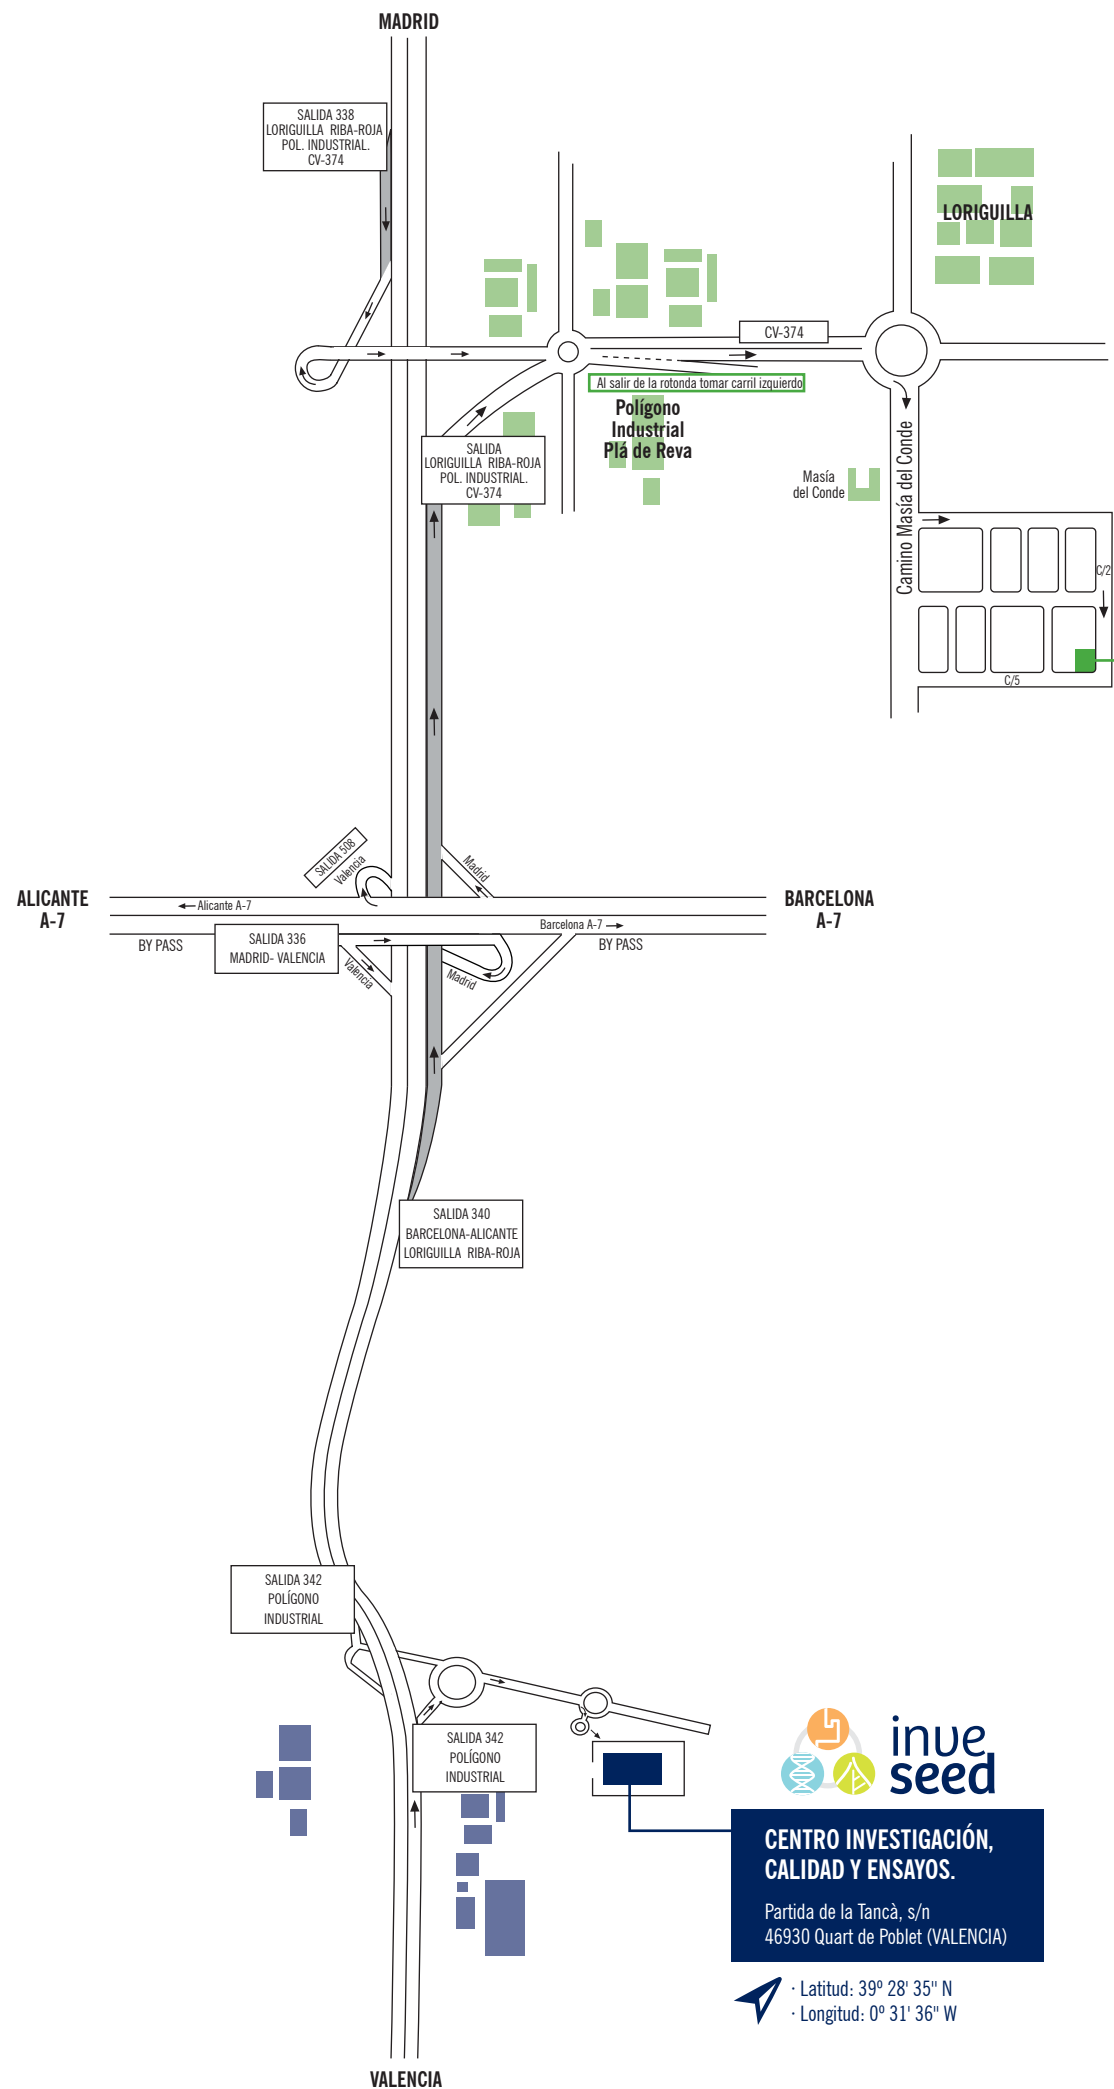 MADRID
SALIDA 338
LORIGUILLA RIBA-ROJA
POL. INDUSTRIAL.
CV-374
LORIGUILLA
CV-374
Al salir de la rotonda tomar carril izquierdo
Polígono
Industrial
Plá de Reva
SALIDA
LORIGUILLA RIBA-ROJA
POL. INDUSTRIAL.
CV-374
Masía
del Conde
Camino Masía del Conde
C/2
C/5
SALIDA 508
Valencia
Madrid
ALICANTE
A-7
Alicante A-7
BARCELONA
A-7
Barcelona A-7
BY PASS
SALIDA 336
MADRID- VALENCIA
BY PASS
Valencía
Madrid
SALIDA 340
BARCELONA-ALICANTE
LORIGUILLA RIBA-ROJA
SALIDA 342
POLÍGONO
INDUSTRIAL
SALIDA 342
POLÍGONO
INDUSTRIAL
inve
seed
CENTRO INVESTIGACIÓN,
CALIDAD Y ENSAYOS.
Partida de la Tancà, s/n
46930 Quart de Poblet (VALENCIA)
· Latitud: 39º 28' 35" N
· Longitud: 0º 31' 36" W
VALENCIA